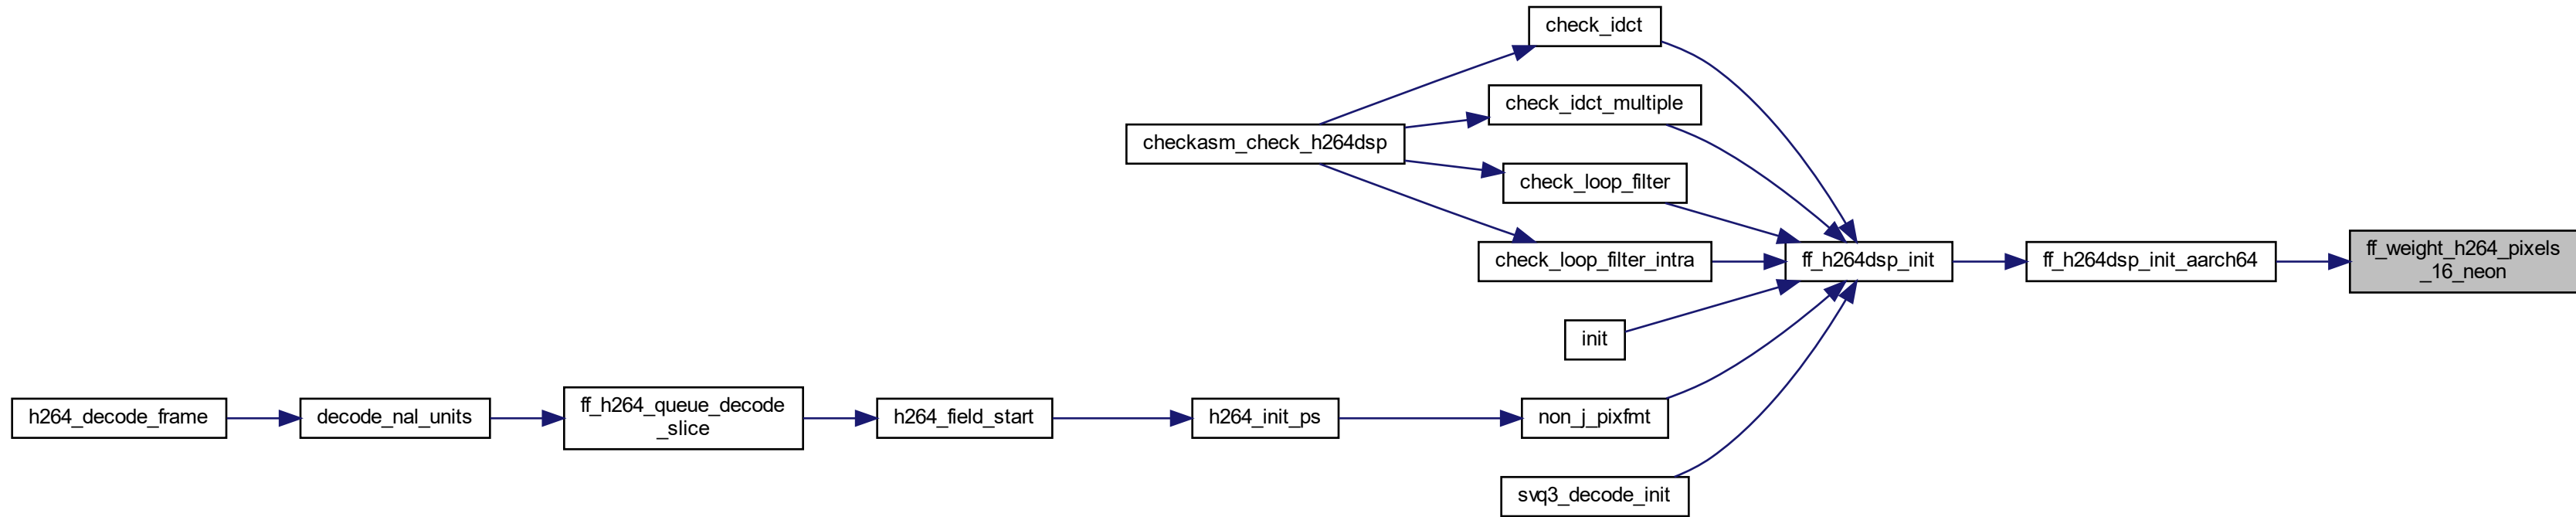 check_idct
check_idct_multiple
checkasm_check_h264dsp
check_loop_filter
check_loop_filter_intra
ff_h264dsp_init
ff_h264dsp_init_aarch64
ff_weight_h264_pixels
_16_neon
init
h264_decode_frame
decode_nal_units
ff_h264_queue_decode
_slice
h264_field_start
h264_init_ps
non_j_pixfmt
svq3_decode_init